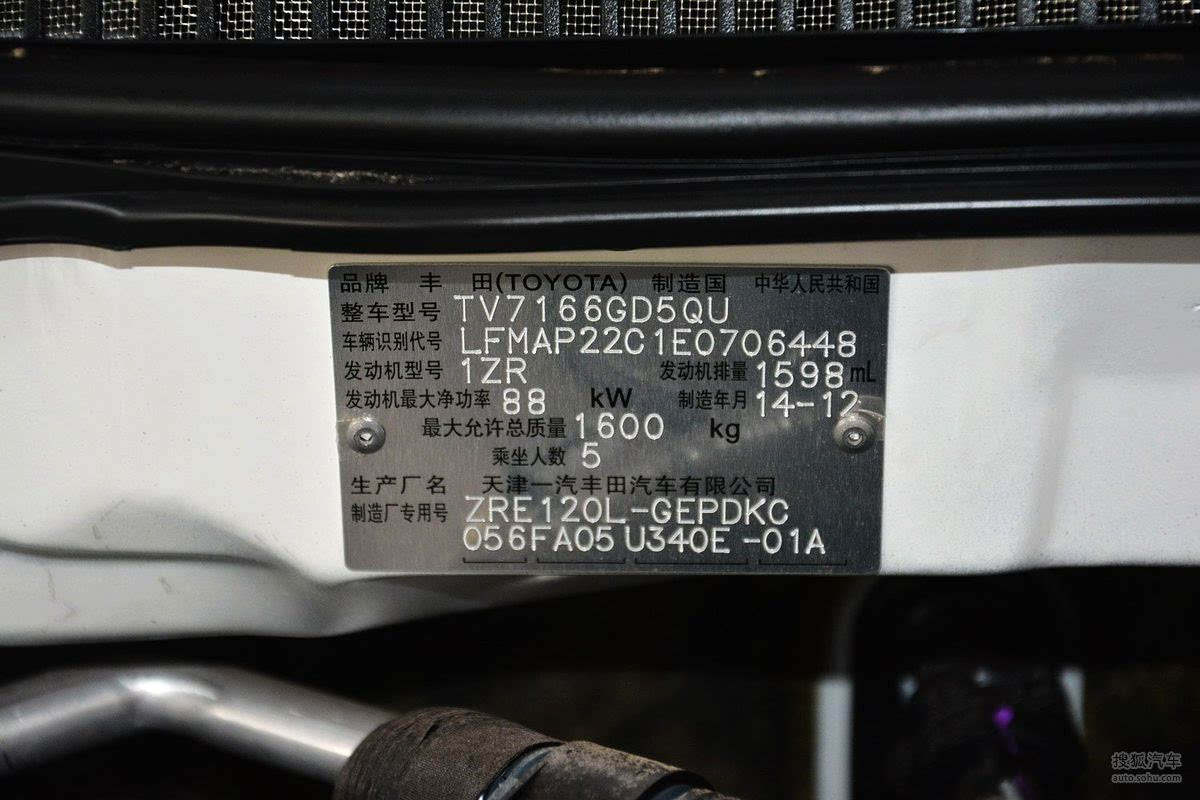 品牌 丰 田(TOYOTA) 制造国 中华人民共和国
整车型号 TV7166GD5QU
车辆识别代号 LFMAP22C1E0706448
发动机型号 1ZR 发动机排量 1598 mL
发动机最大净功率 88 kW 制造年月 14-12
最大允许总质量 1600 kg
乘坐人数 5
生产厂名 天津一汽丰田汽车有限公司
制造厂专用号 ZRE120L-GEPDKC
056FA05 U340E -01A
搜狐汽车
auto.sohu.com